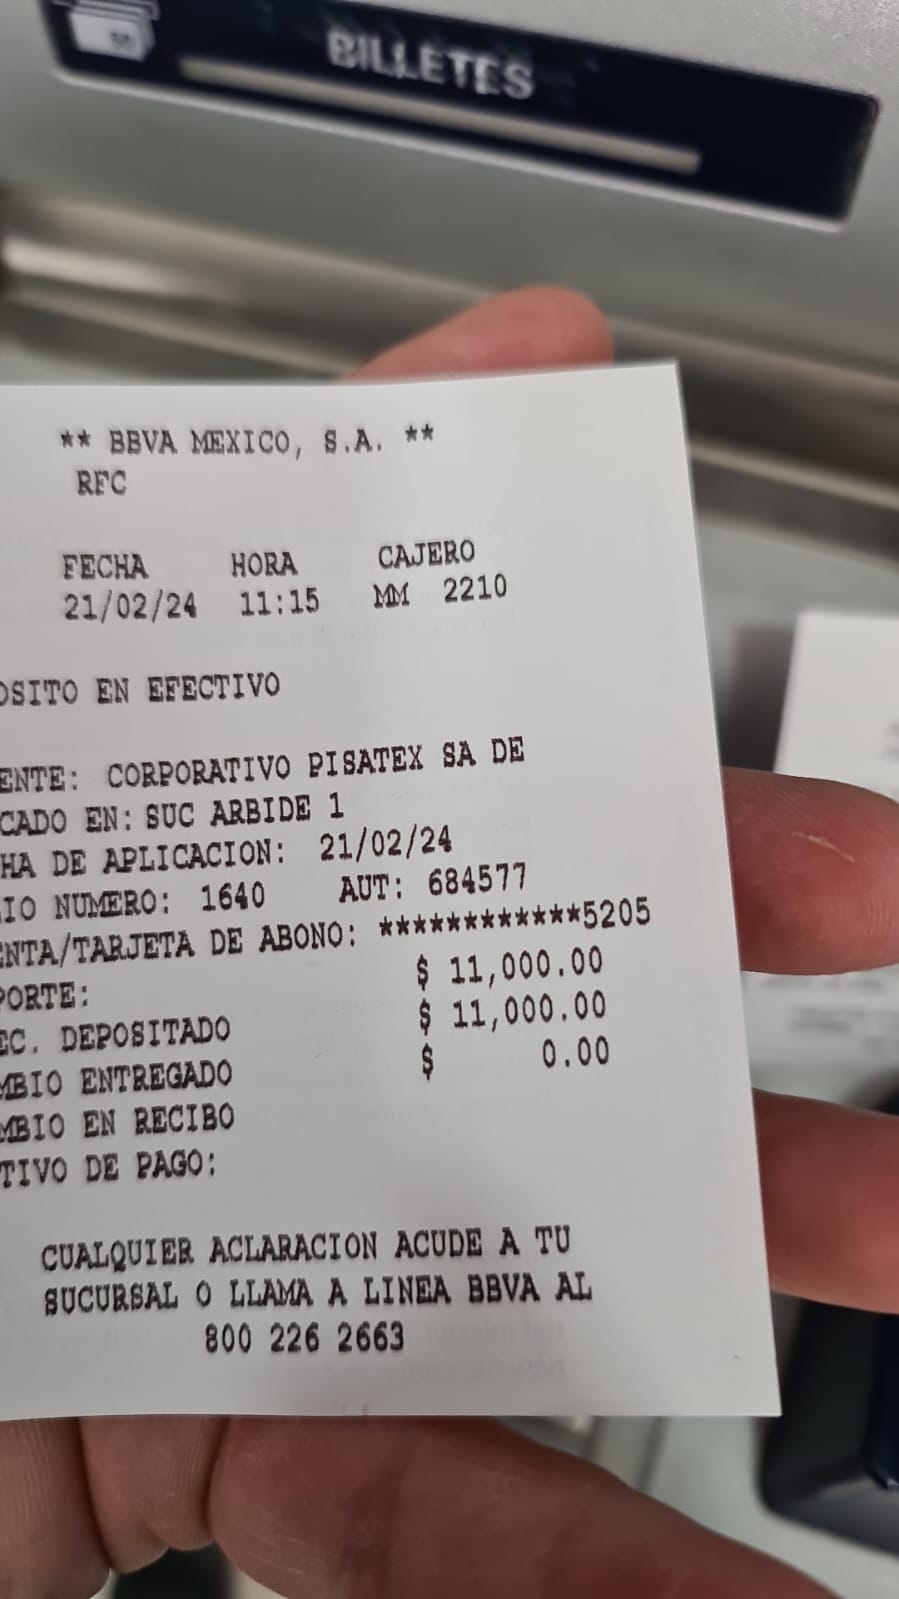 BILLETES
** BBVA MEXICO, S.A. **
RFC
FECHA HORA CAJERO
21/02/24 11:15 MM 2210
OSITO EN EFECTIVO
ENTE: CORPORATIVO PISATEX SA DE
CADO EN: SUC ARBIDE 1
HA DE APLICACION: 21/02/24
IO NUMERO: 1640 AUT: 684577
ENTA/TARJETA DE ABONO: ************5205
PORTE: $ 11,000.00
EC. DEPOSITADO $ 11,000.00
MBIO ENTREGADO $ 0.00
MBIO EN RECIBO
TIVO DE PAGO:
CUALQUIER ACLARACION ACUDE A TU
SUCURSAL O LLAMA A LINEA BBVA AL
800 226 2663